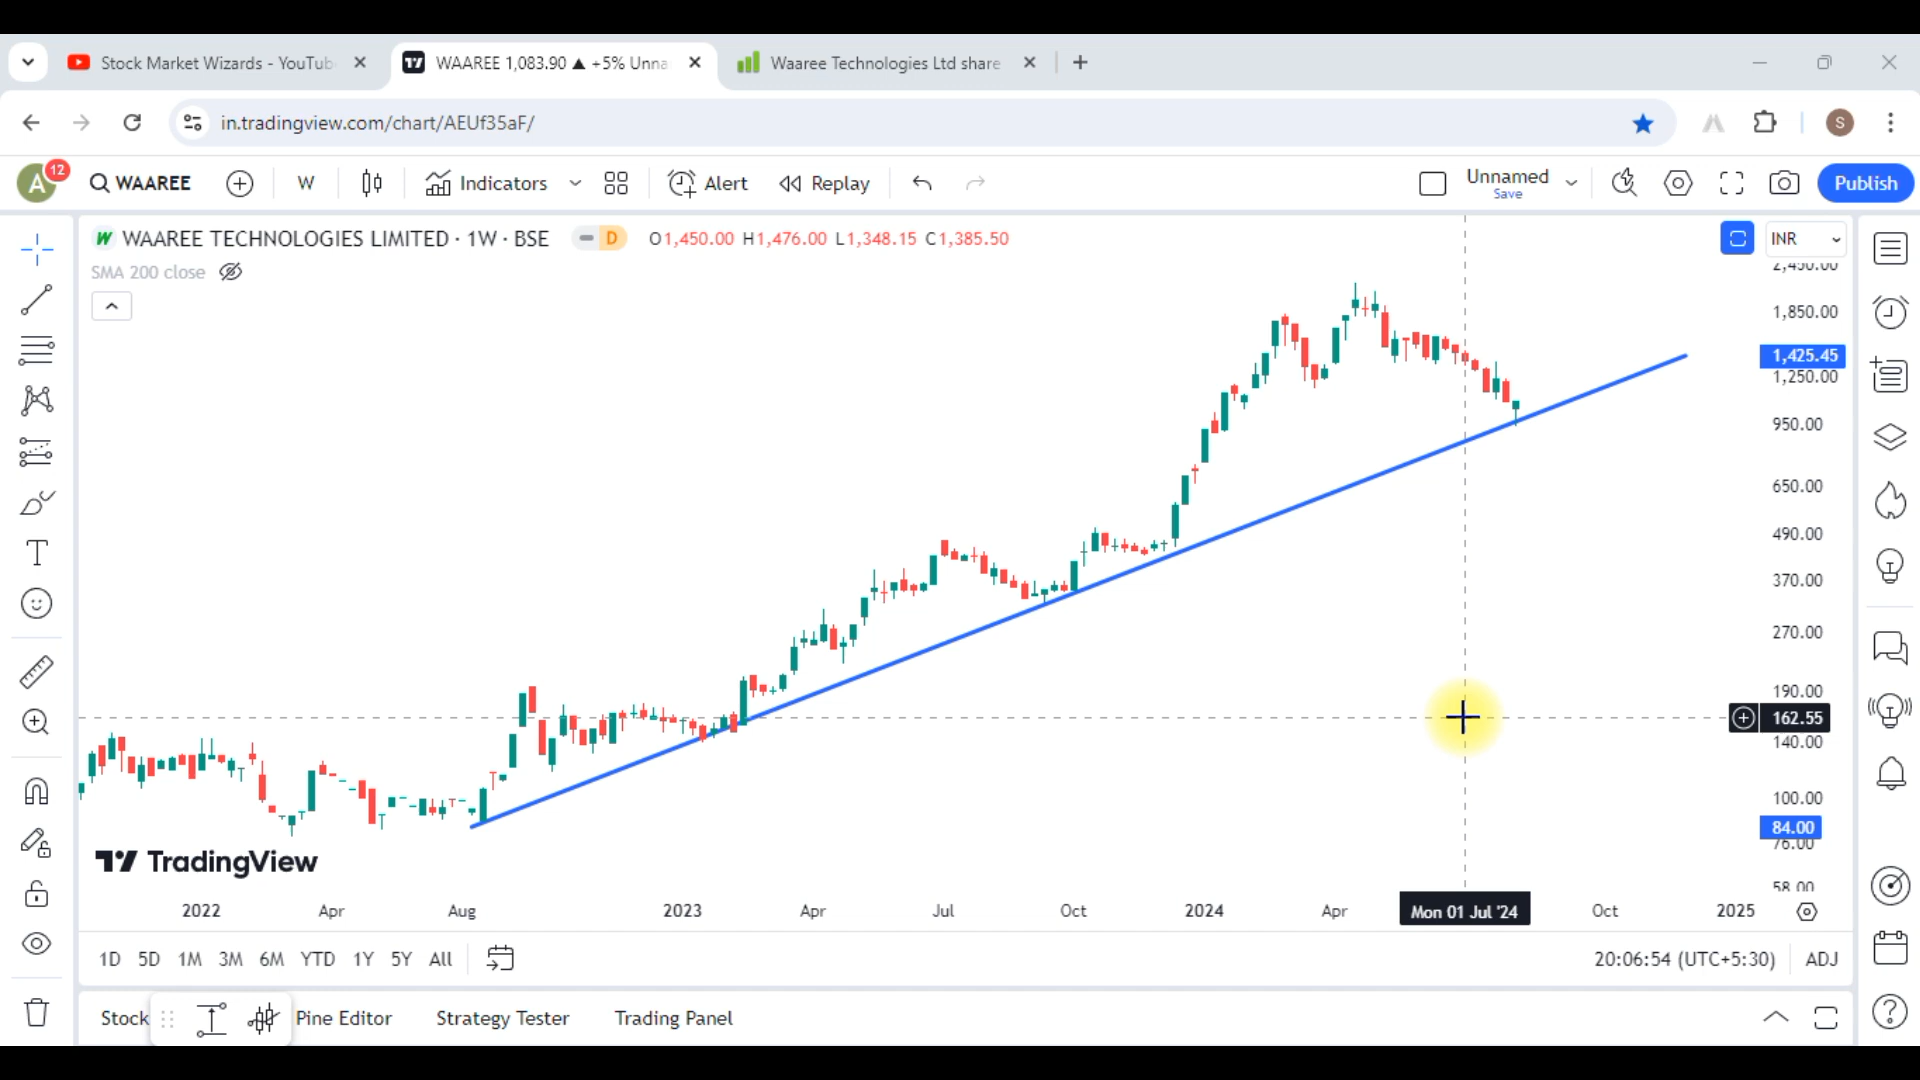 Stock Market Wizards - YouTub
WAAREE 1,083.90 ▲ +5% Unna
Waaree Technologies Ltd share
in.tradingview.com/chart/AEUf35aF/
S
A
12
WAAREE
W
Indicators
Alert
Replay
Unnamed
Save
Publish
WAAREE TECHNOLOGIES LIMITED · 1W · BSE
D
O1,450.00 H1,476.00 L1,348.15 C1,385.50
INR
SMA 200 close
2,450.00
1,850.00
1,425.45
1,250.00
950.00
650.00
490.00
370.00
270.00
190.00
162.55
140.00
100.00
84.00
76.00
58.00
TradingView
2022 Apr Aug 2023 Apr Jul Oct 2024 Apr Mon 01 Jul '24 Oct 2025
1D 5D 1M 3M 6M YTD 1Y 5Y All
20:06:54 (UTC+5:30) ADJ
Stock Pine Editor Strategy Tester Trading Panel